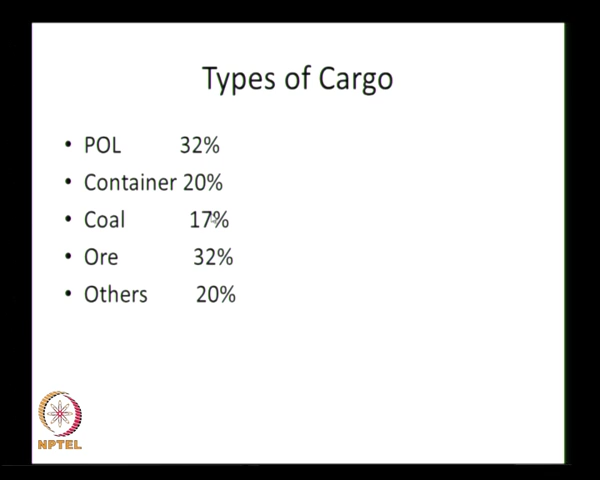 Types of Cargo
• POL 32%
• Container 20%
• Coal 17%
• Ore 32%
• Others 20%
NPTEL